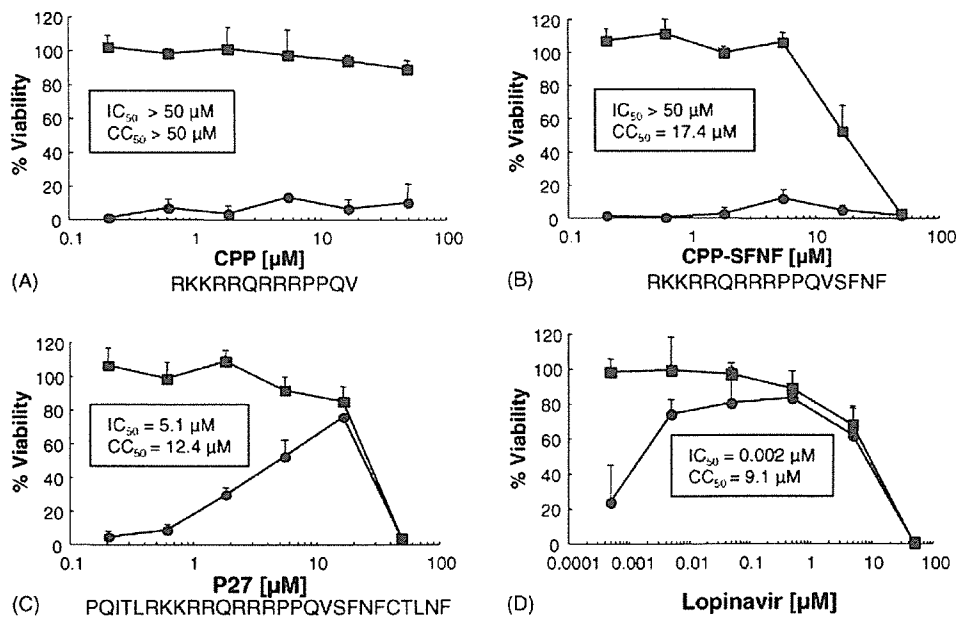 120
100
80
60
40
20
0
% Viability
IC50 > 50 µM
CC50 > 50 µM
0.1 1 10 100
CPP [µM]
(A) RKKRRQRRRPPQV
120
100
80
60
40
20
0
% Viability
IC50 > 50 µM
CC50 = 17.4 µM
0.1 1 10 100
CPP-SFNF [µM]
(B) RKKRRQRRRPPQVSFNF
120
100
80
60
40
20
0
% Viability
IC50 = 5.1 µM
CC50 = 12.4 µM
0.1 1 10 100
P27 [µM]
(C) PQITLRKKRRQRRRPPQVSFNFCTLNF
120
100
80
60
40
20
0
% Viability
IC50 = 0.002 µM
CC50 = 9.1 µM
0.0001 0.001 0.01 0.1 1 10 100
(D) Lopinavir [µM]